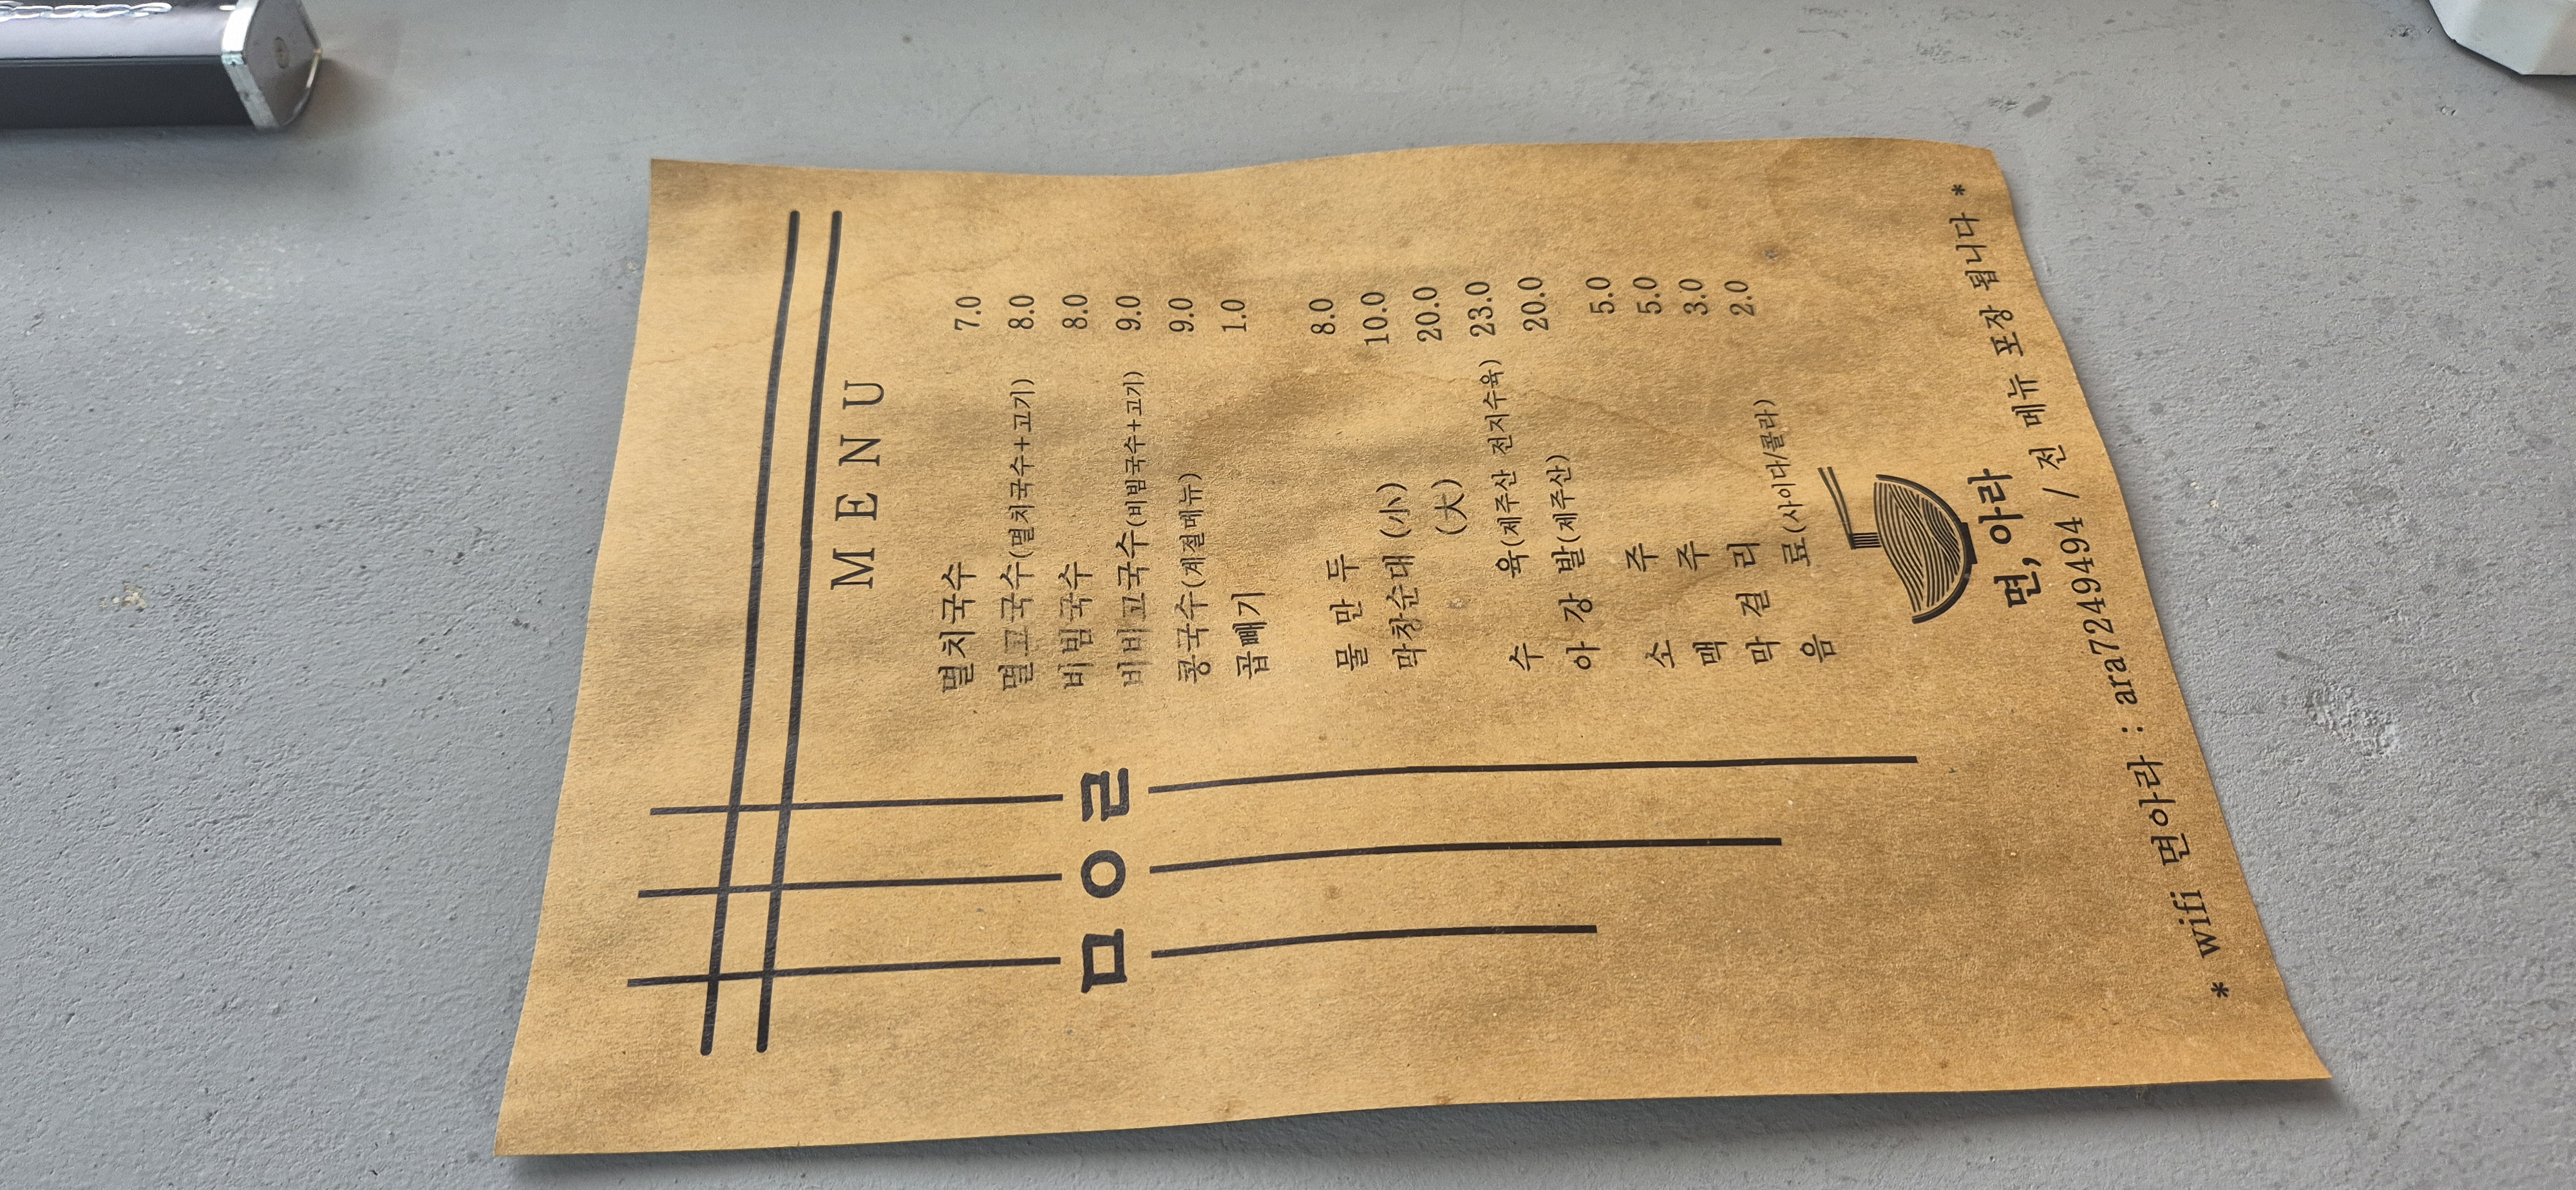 MENU
멸치국수 7.0
멸고국수(멸치국수+고기) 8.0
비빔국수 8.0
비비고국수(비빔국수+고기) 9.0
콩국수(계절메뉴) 9.0
곱빼기 1.0
물만두 8.0
막창순대 (小) 10.0
(大) 20.0
수 육(제주산 전지수육) 23.0
아강발(제주산) 20.0
소 주 5.0
맥 주 5.0
막걸리 3.0
음 료(사이다/콜라) 2.0
ㅁㅇㄹ
면, 아라
* wifi 면아라 : ara72949494 / 전 메뉴 포장 됩니다 *